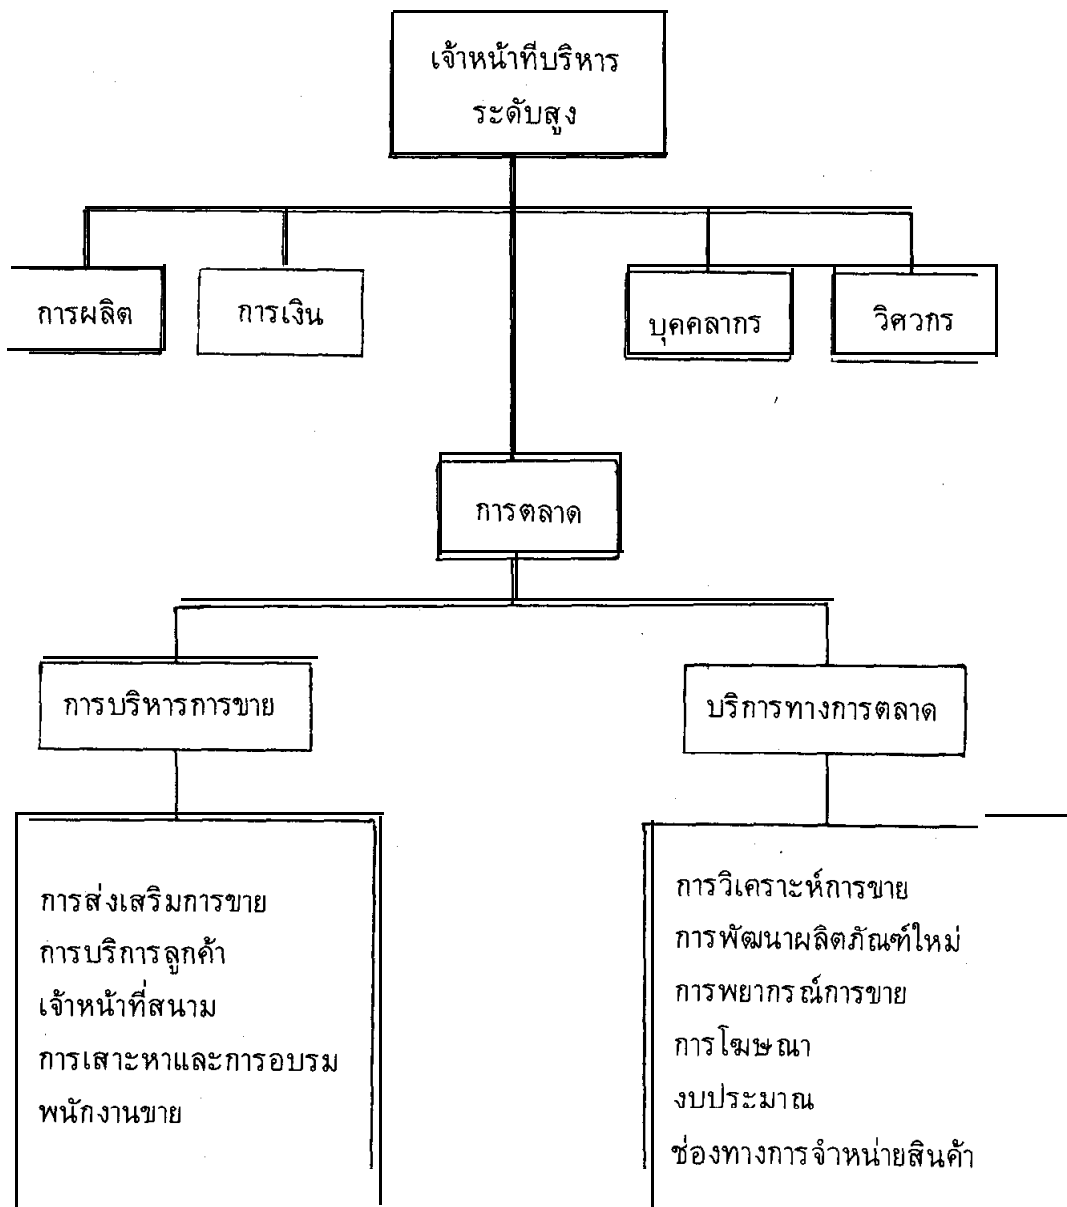 เจ้าหน้าที่บริหาร
ระดับสูง
การผลิต
การเงิน
บุคคลากร
วิศวกร
การตลาด
การบริหารการขาย
บริการทางการตลาด
การส่งเสริมการขาย
การบริการลูกค้า
เจ้าหน้าที่สนาม
การเสาะหาและการอบรม
พนักงานขาย
การวิเคราะห์การขาย
การพัฒนาผลิตภัณฑ์ใหม่
การพยากรณ์การขาย
การโฆษณา
งบประมาณ
ช่องทางการจำหน่ายสินค้า